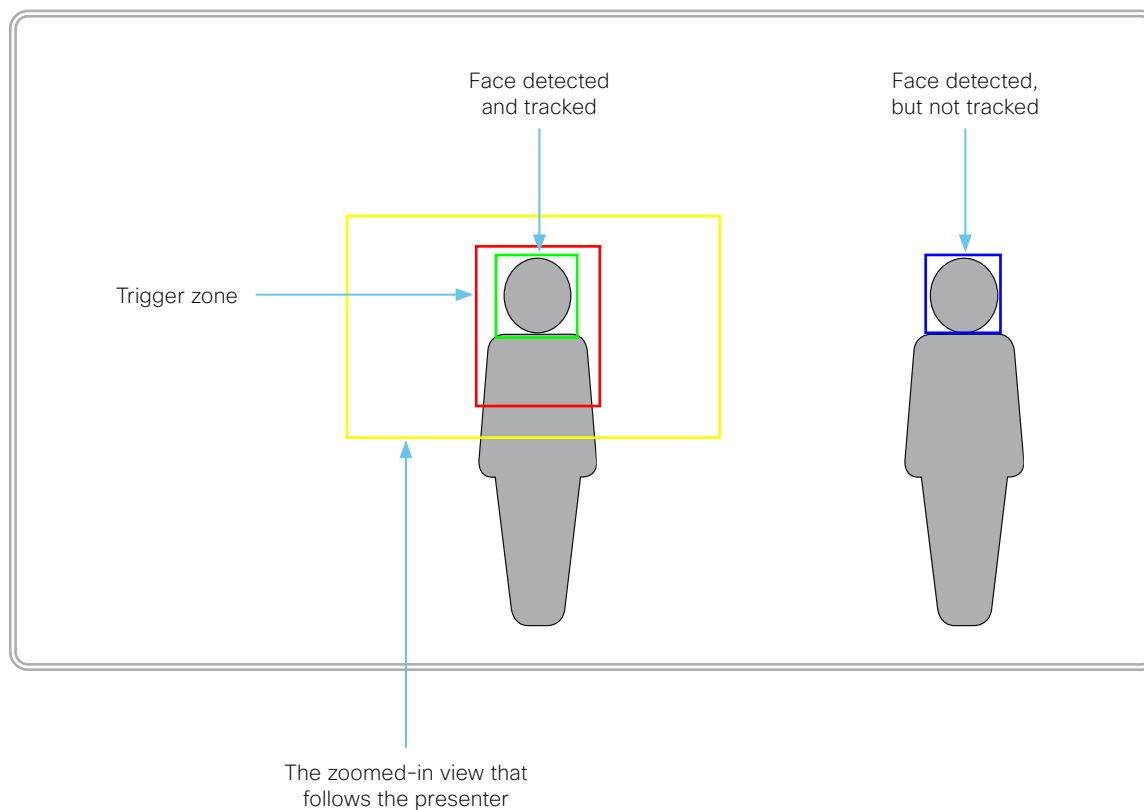 Face detected
and tracked
Face detected,
but not tracked
Trigger zone
The zoomed-in view that
follows the presenter